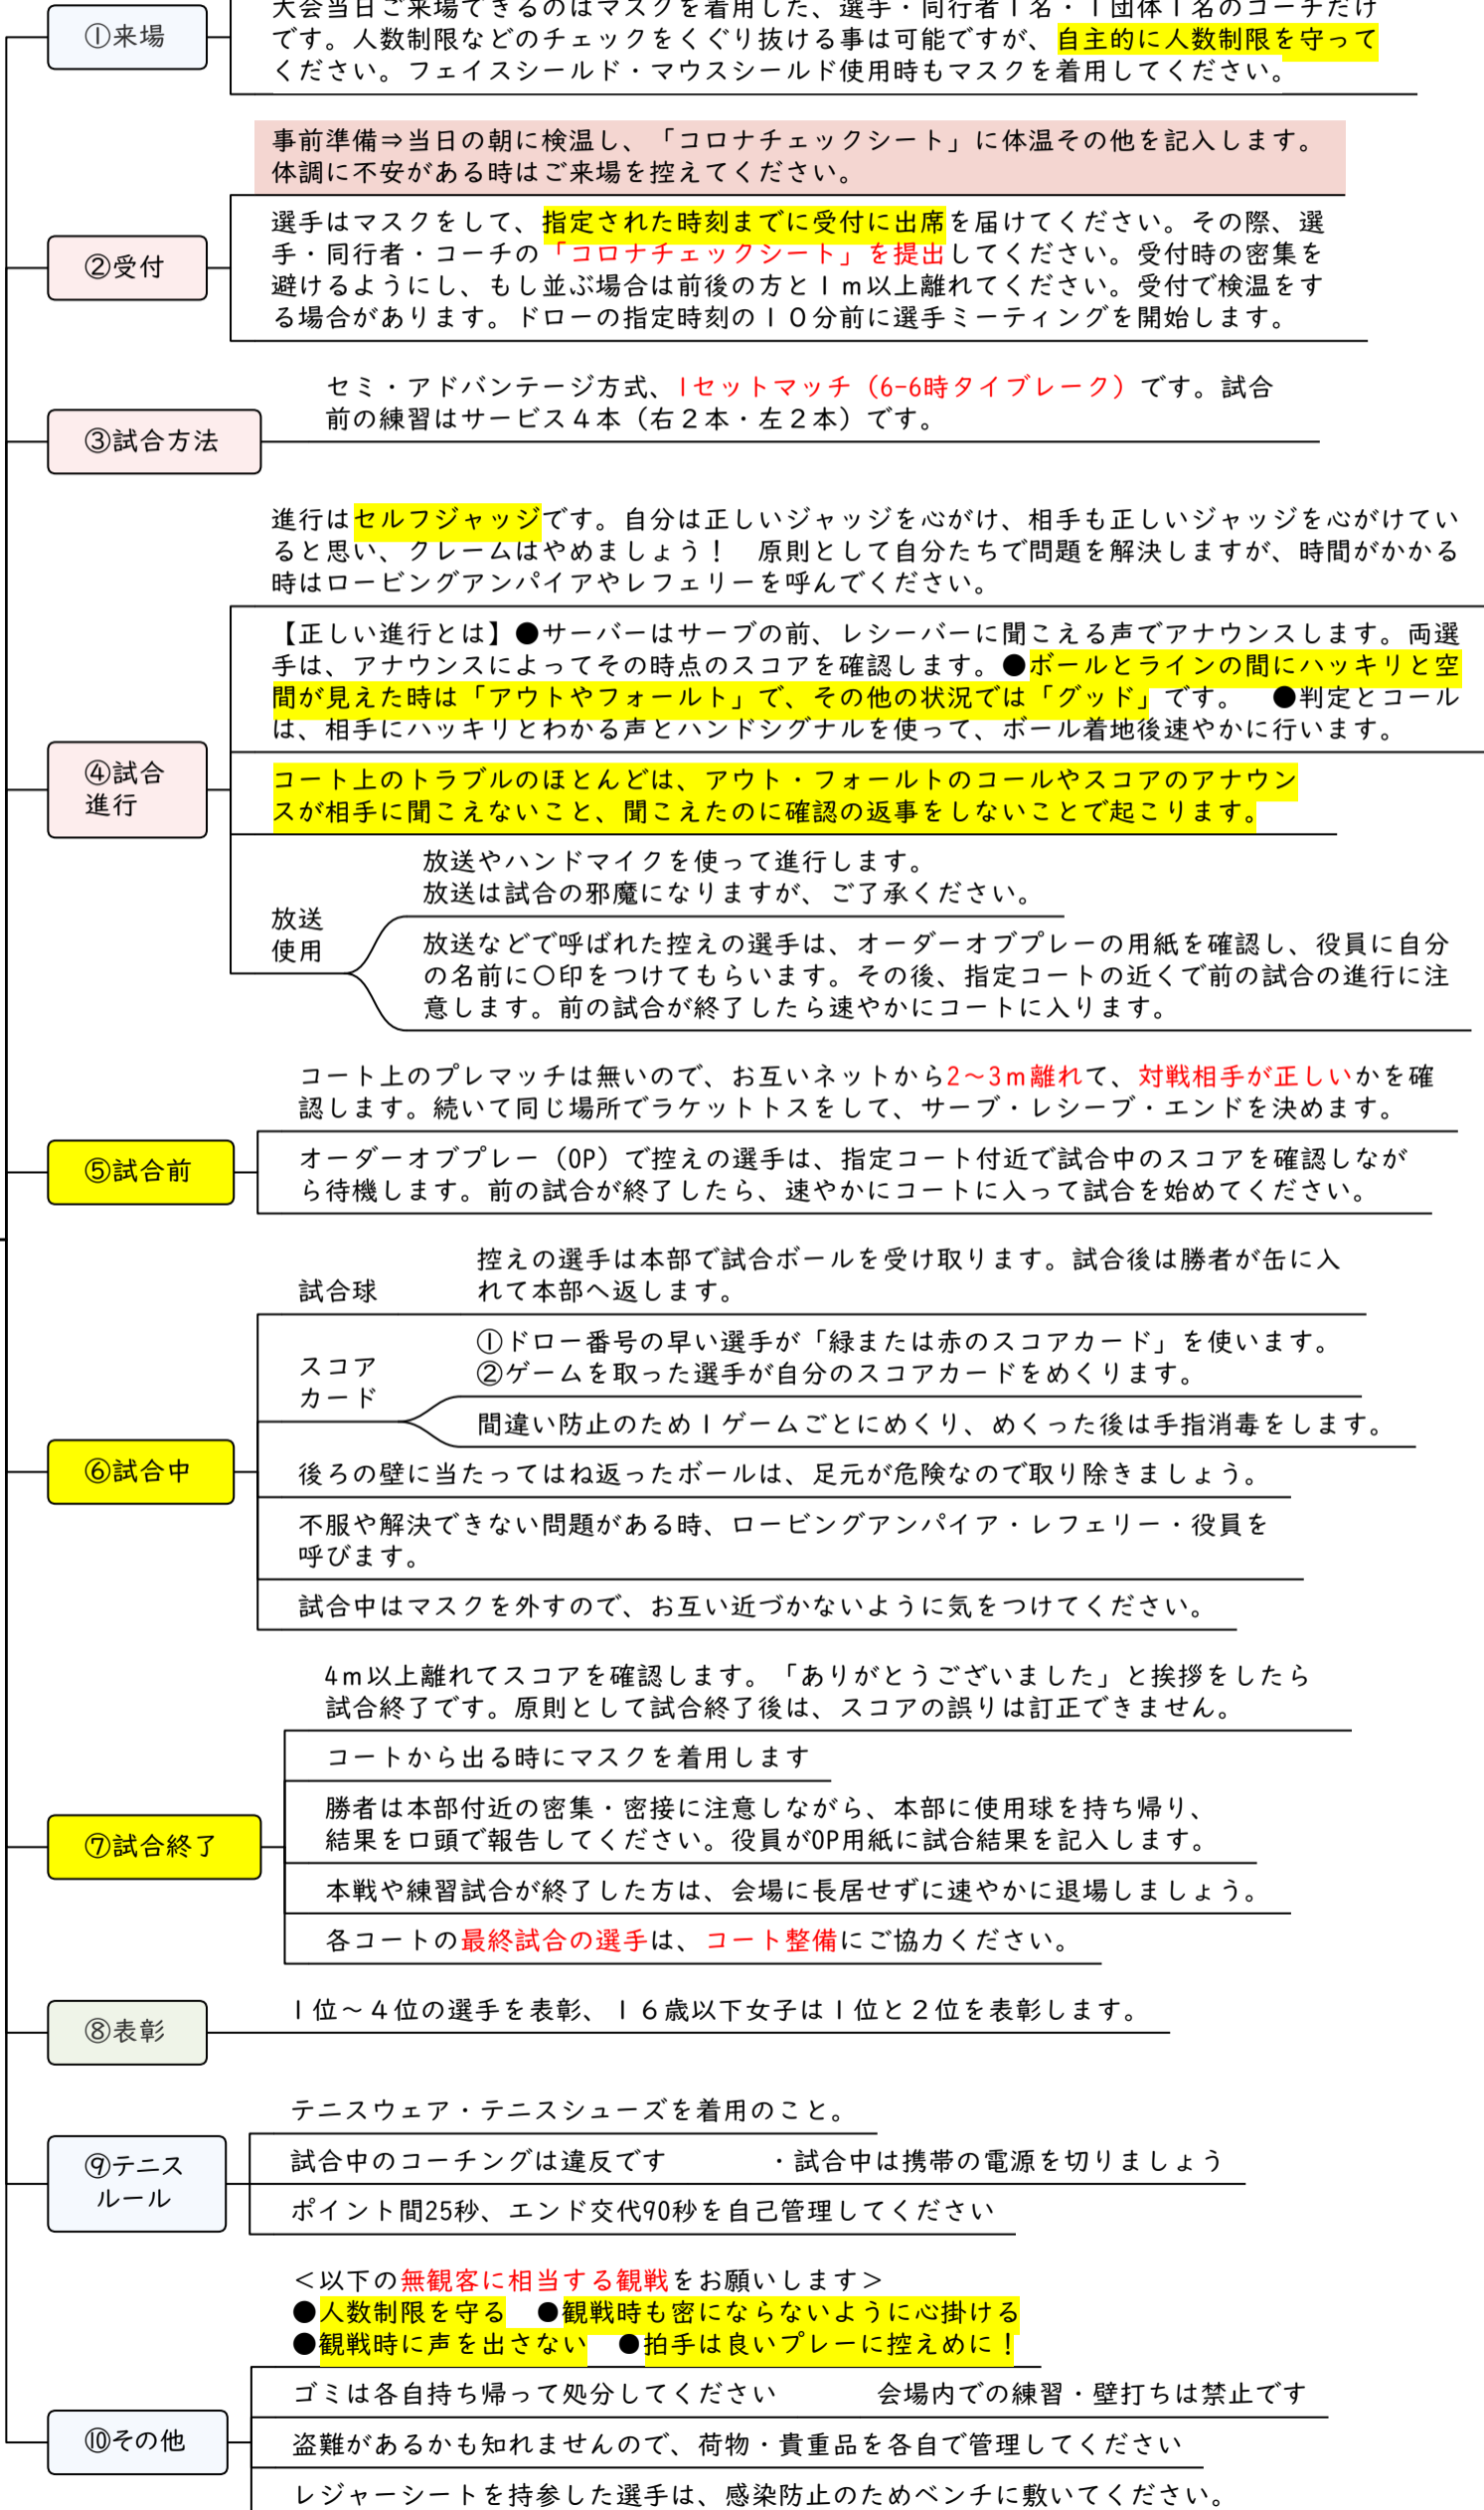 ①来場
大会当日ご来場できるのはマスクを着用した、選手・同行者1名・1団体1名のコーチだけ
です。人数制限などのチェックをくぐり抜ける事は可能ですが、自主的に人数制限を守って
ください。フェイスシールド・マウスシールド使用時もマスクを着用してください。
②受付
事前準備⇒当日の朝に検温し、「コロナチェックシート」に体温その他を記入します。
体調に不安がある時はご来場を控えてください。
選手はマスクをして、指定された時刻までに受付に出席を届けてください。その際、選
手・同行者・コーチの「コロナチェックシート」を提出してください。受付時の密集を
避けるようにし、もし並ぶ場合は前後の方と1m以上離れてください。受付で検温をす
る場合があります。ドローの指定時刻の10分前に選手ミーティングを開始します。
③試合方法
セミ・アドバンテージ方式、1セットマッチ（6-6時タイブレーク）です。試合
前の練習はサービス4本（右2本・左2本）です。
④試合
進行
進行はセルフジャッジです。自分は正しいジャッジを心がけ、相手も正しいジャッジを心がけてい
ると思い、クレームはやめましょう！　原則として自分たちで問題を解決しますが、時間がかかる
時はロービングアンパイアやレフェリーを呼んでください。
【正しい進行とは】●サーバーはサーブの前、レシーバーに聞こえる声でアナウンスします。両選
手は、アナウンスによってその時点のスコアを確認します。●ボールとラインの間にハッキリと空
間が見えた時は「アウトやフォールト」で、その他の状況では「グッド」です。　●判定とコール
は、相手にハッキリとわかる声とハンドシグナルを使って、ボール着地後速やかに行います。
コート上のトラブルのほとんどは、アウト・フォールトのコールやスコアのアナウン
スが相手に聞こえないこと、聞こえたのに確認の返事をしないことで起こります。
放送
使用
放送やハンドマイクを使って進行します。
放送は試合の邪魔になりますが、ご了承ください。
放送などで呼ばれた控えの選手は、オーダーオブプレーの用紙を確認し、役員に自分
の名前に〇印をつけてもらいます。その後、指定コートの近くで前の試合の進行に注
意します。前の試合が終了したら速やかにコートに入ります。
⑤試合前
コート上のプレマッチは無いので、お互いネットから2～3m離れて、対戦相手が正しいかを確
認します。続いて同じ場所でラケットトスをして、サーブ・レシーブ・エンドを決めます。
オーダーオブプレー（OP）で控えの選手は、指定コート付近で試合中のスコアを確認しなが
ら待機します。前の試合が終了したら、速やかにコートに入って試合を始めてください。
⑥試合中
試合球
控えの選手は本部で試合ボールを受け取ります。試合後は勝者が缶に入
れて本部へ返します。
スコア
カード
①ドロー番号の早い選手が「緑または赤のスコアカード」を使います。
②ゲームを取った選手が自分のスコアカードをめくります。
間違い防止のため1ゲームごとにめくり、めくった後は手指消毒をします。
後ろの壁に当たってはね返ったボールは、足元が危険なので取り除きましょう。
不服や解決できない問題がある時、ロービングアンパイア・レフェリー・役員を
呼びます。
試合中はマスクを外すので、お互い近づかないように気をつけてください。
⑦試合終了
4m以上離れてスコアを確認します。「ありがとうございました」と挨拶をしたら
試合終了です。原則として試合終了後は、スコアの誤りは訂正できません。
コートから出る時にマスクを着用します
勝者は本部付近の密集・密接に注意しながら、本部に使用球を持ち帰り、
結果を口頭で報告してください。役員がOP用紙に試合結果を記入します。
本戦や練習試合が終了した方は、会場に長居せずに速やかに退場しましょう。
各コートの最終試合の選手は、コート整備にご協力ください。
⑧表彰
1位～4位の選手を表彰、16歳以下女子は1位と2位を表彰します。
⑨テニス
ルール
テニスウェア・テニスシューズを着用のこと。
試合中のコーチングは違反です　　　・試合中は携帯の電源を切りましょう
ポイント間25秒、エンド交代90秒を自己管理してください
⑩その他
＜以下の無観客に相当する観戦をお願いします＞
●人数制限を守る　●観戦時も密にならないように心掛ける
●観戦時に声を出さない　●拍手は良いプレーに控えめに！
ゴミは各自持ち帰って処分してください　　　会場内での練習・壁打ちは禁止です
盗難があるかも知れませんので、荷物・貴重品を各自で管理してください
レジャーシートを持参した選手は、感染防止のためベンチに敷いてください。